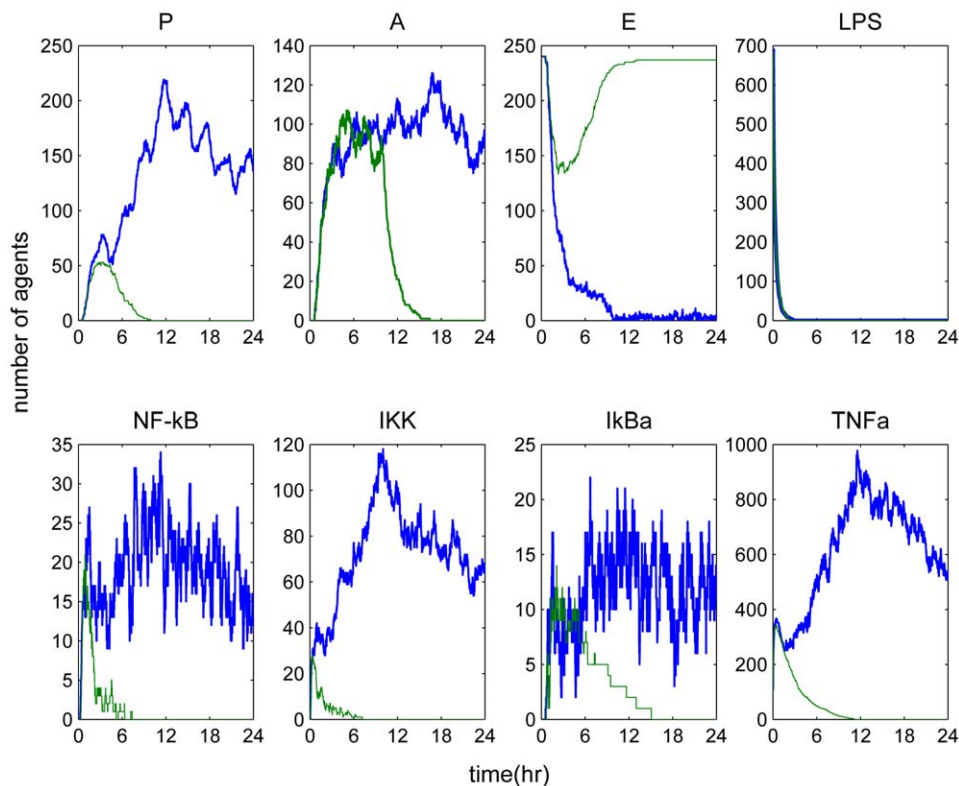 P A E LPS
250 140 250 700
200 120 200 600
150 100 150 500
100 80 100 400
50 60 50 300
0 40 0 200
20 100
0 0
0 6 12 18 24 0 6 12 18 24 0 6 12 18 24 0 6 12 18 24
number of agents
NF-kB IKK IkBa TNFa
35 120 25 1000
30 100 20 800
25 80 15 600
20 60 10 400
15 40 5 200
10 20 0 0
5 0
0
0 6 12 18 24 0 6 12 18 24 0 6 12 18 24 0 6 12 18 24
time(hr)